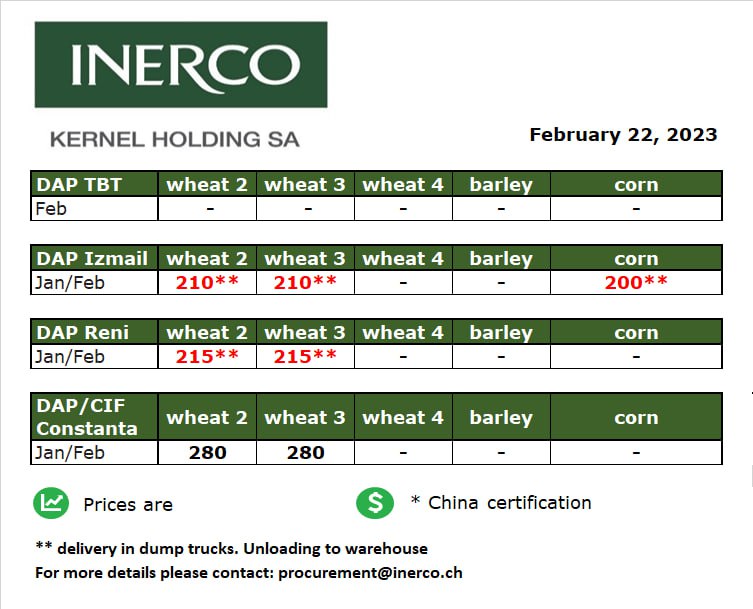 INERCO
KERNEL HOLDING SA
February 22, 2023
DAP TBT wheat 2 wheat 3 wheat 4 barley corn
Feb - - - - -
DAP Izmail wheat 2 wheat 3 wheat 4 barley corn
Jan/Feb 210** 210** - - 200**
DAP Reni wheat 2 wheat 3 wheat 4 barley corn
Jan/Feb 215** 215** - - -
DAP/CIF
Constanta wheat 2 wheat 3 wheat 4 barley corn
Jan/Feb 280 280 - - -
Prices are
$ * China certification
** delivery in dump trucks. Unloading to warehouse
For more details please contact: procurement@inerco.ch